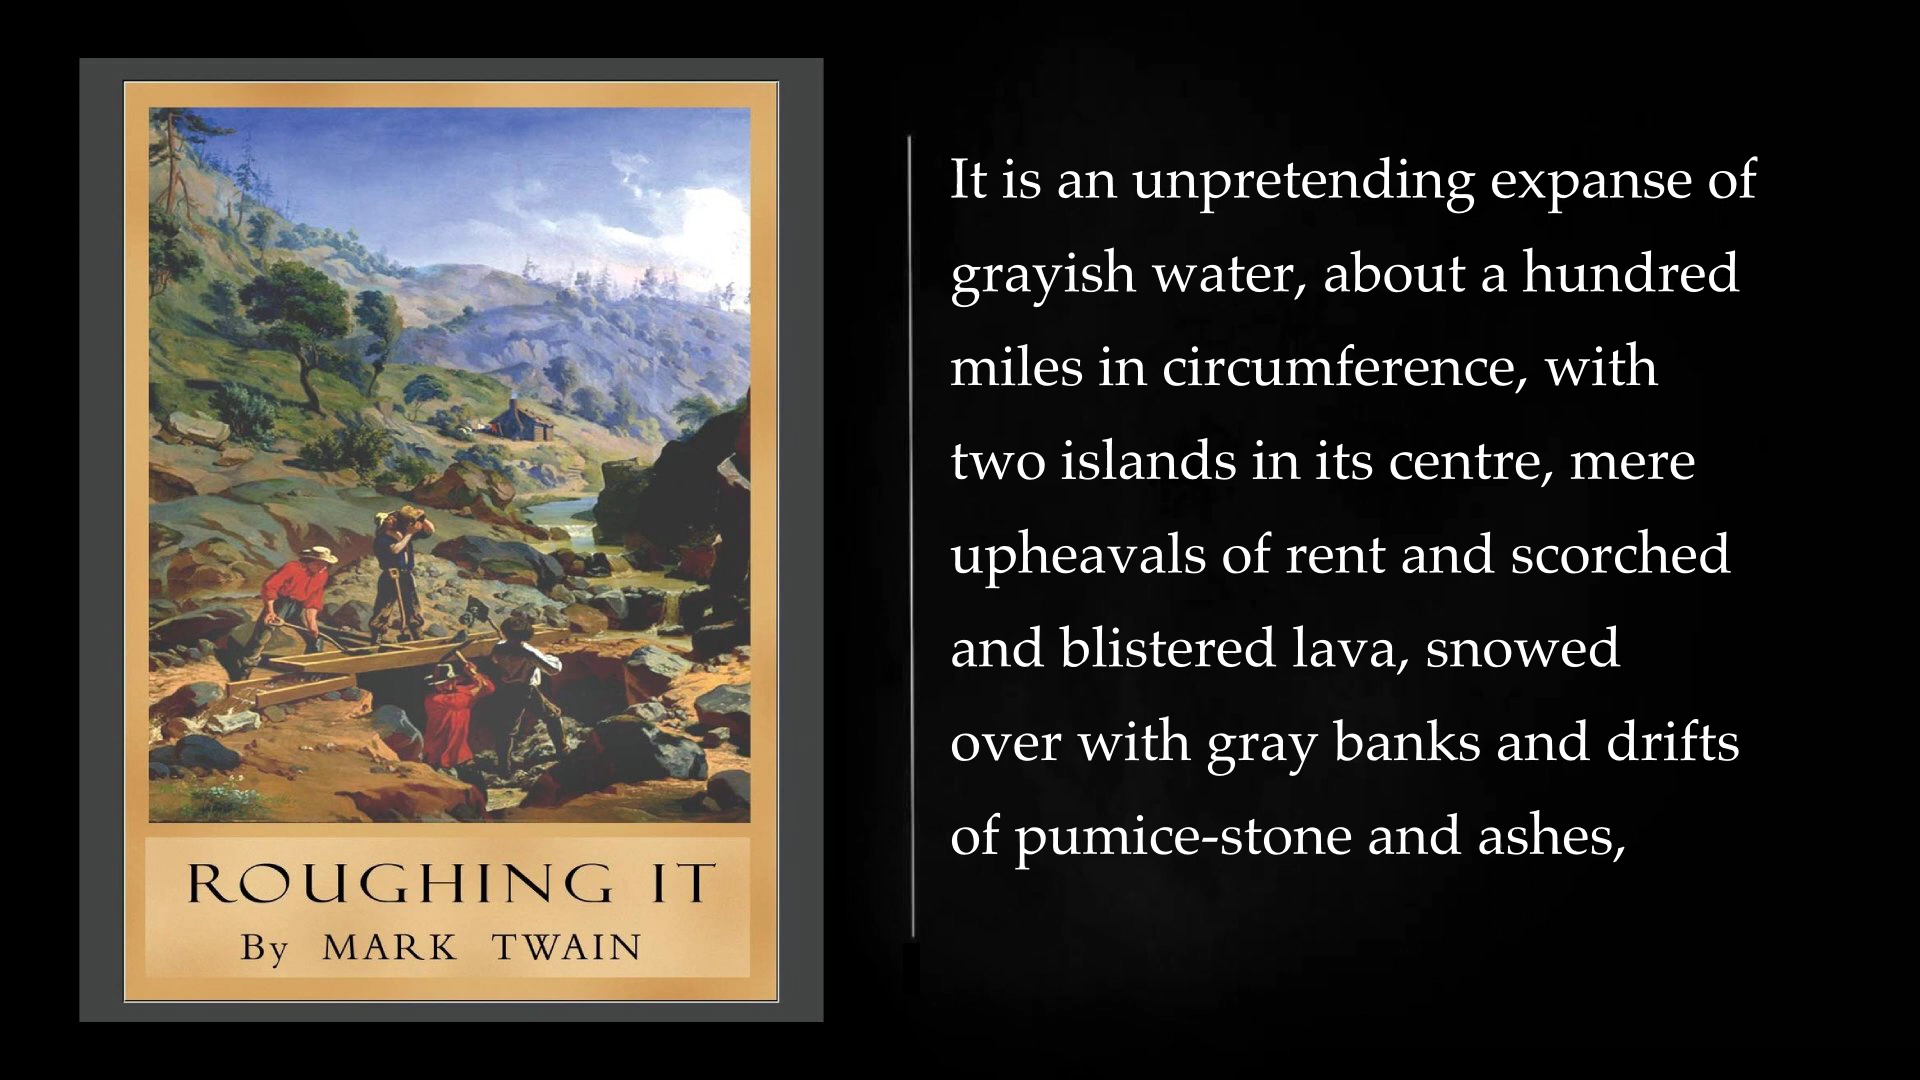 ROUGHING IT
By MARK TWAIN
It is an unpretending expanse of
grayish water, about a hundred
miles in circumference, with
two islands in its centre, mere
upheavals of rent and scorched
and blistered lava, snowed
over with gray banks and drifts
of pumice-stone and ashes,